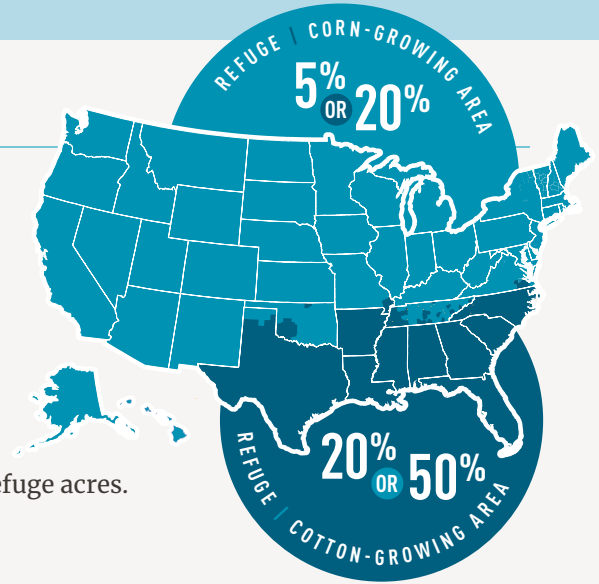 REFUGE | CORN-GROWING AREA
5% OR 20%
efuge acres.
20% OR 50%
REFUGE | COTTON-GROWING AREA